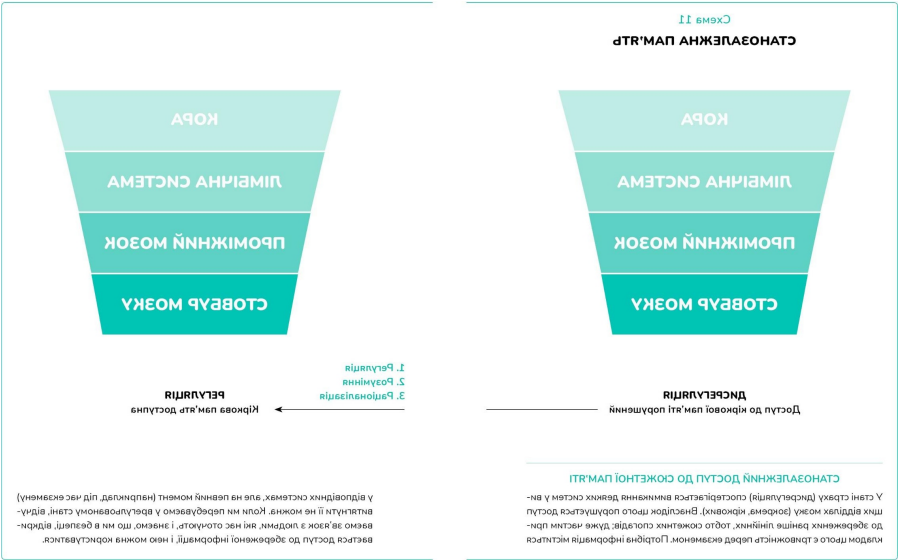 Схема 11
СТАНОЗАЛЕЖНА ПАМ’ЯТЬ
КОРА
ЛІМБІЧНА СИСТЕМА
ПРОМІЖНИЙ МОЗОК
СТОВБУР МОЗКУ
ДИСРЕГУЛЯЦІЯ
Доступ до кіркової пам’яті порушений
1. Регуляція
2. Розуміння
3. Раціоналізація
КОРА
ЛІМБІЧНА СИСТЕМА
ПРОМІЖНИЙ МОЗОК
СТОВБУР МОЗКУ
РЕГУЛЯЦІЯ
Кіркова пам’ять доступна
СТАНОЗАЛЕЖНИЙ ДОСТУП ДО СЮЖЕТНОЇ ПАМ’ЯТІ
У стані страху (дисрегуляція) спостерігається вимикання деяких систем у ви-
щих відділах мозку (зокрема, кіркових). Внаслідок цього порушується доступ
до збережених раніше лінійних, тобто сюжетних спогадів; дуже частим при-
кладом цього є тривожність перед екзаменом. Потрібна інформація міститься
у відповідних системах, але на певний момент (наприклад, під час екзамену)
витягнути її не можна. Коли ми перебуваємо у врегульованому стані, відчу-
ваємо зв’язок з людьми, які нас оточують, і знаємо, що ми в безпеці, відкри-
вається доступ до збереженої інформації, і нею можна користуватися.